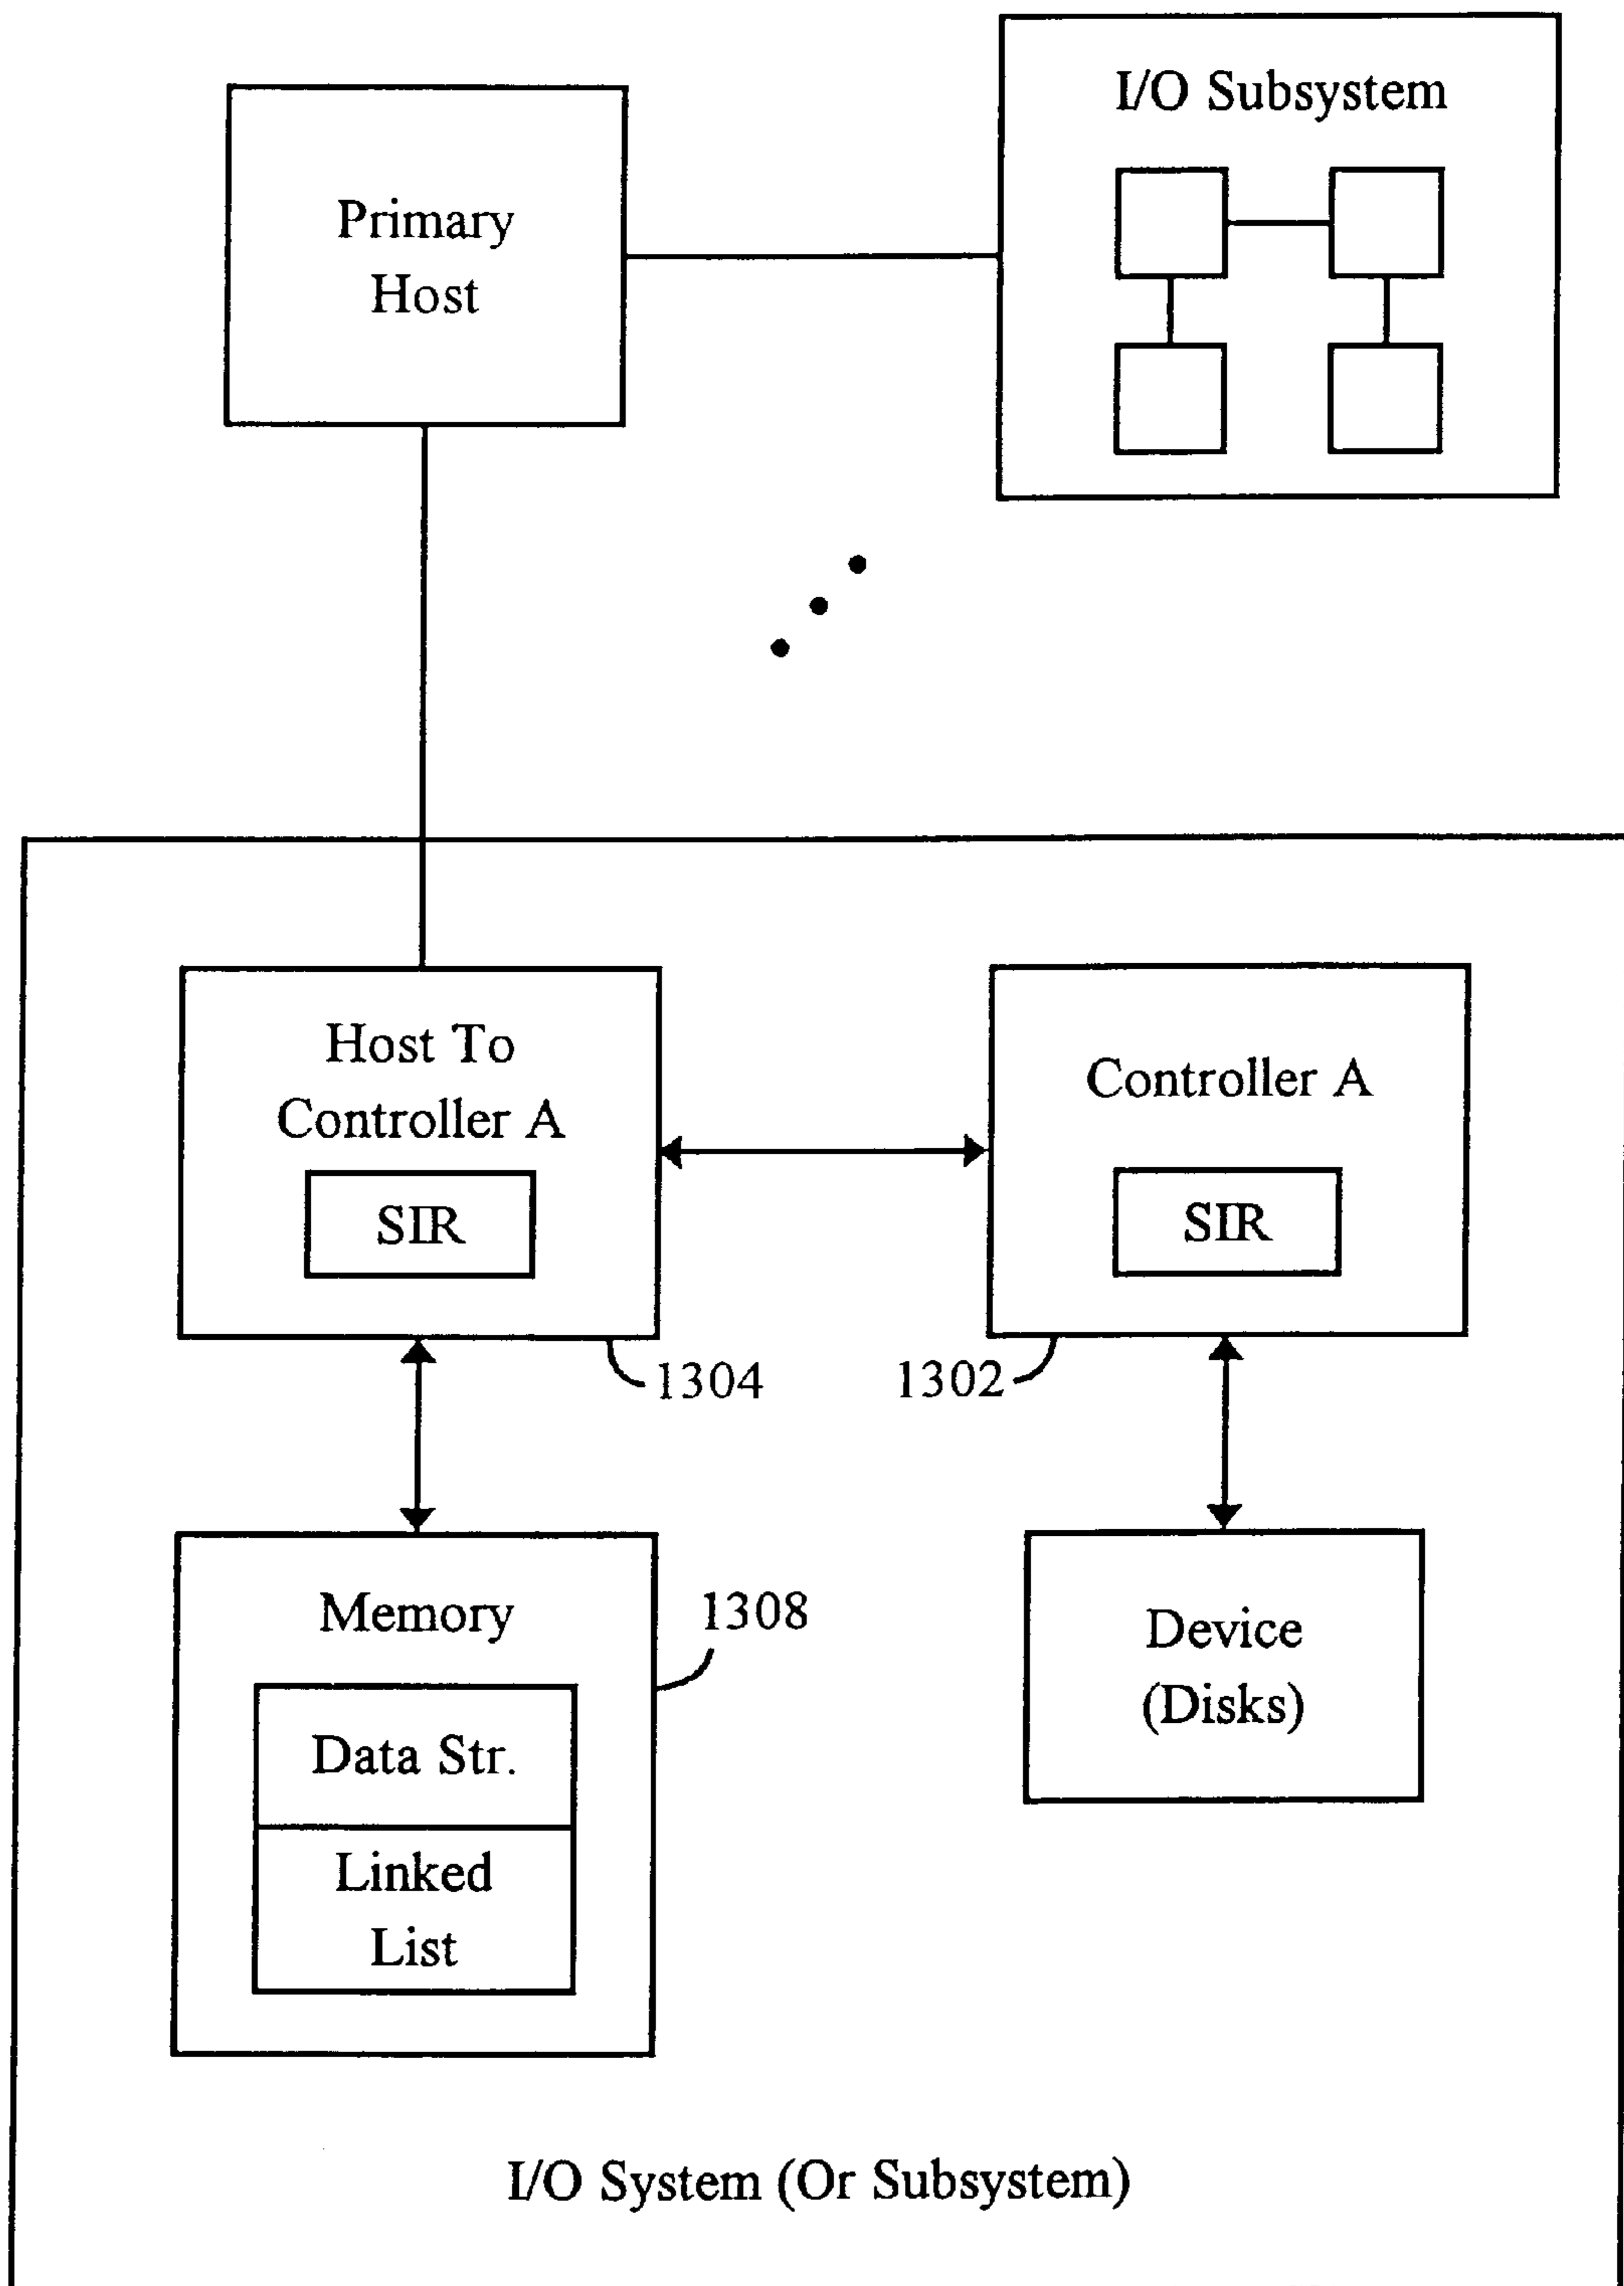 I/O Subsystem
Primary
Host
Host To
Controller A
SIR
Controller A
SIR
1304
1302
Memory
1308
Data Str.
Linked
List
Device
(Disks)
I/O System (Or Subsystem)